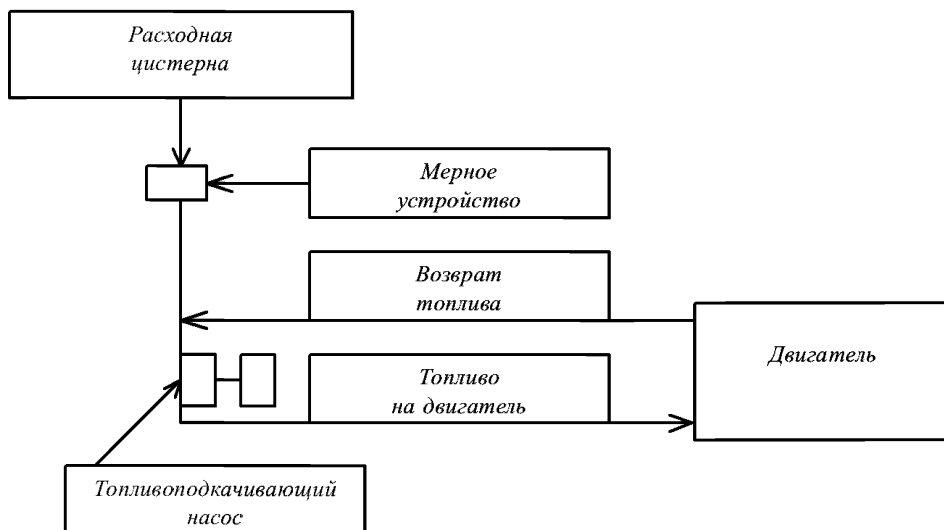 Расходная
цистерна
Мерное
устройство
Возврат
топлива
Двигатель
Топливо
на двигатель
Топливоподкачивающий
насос